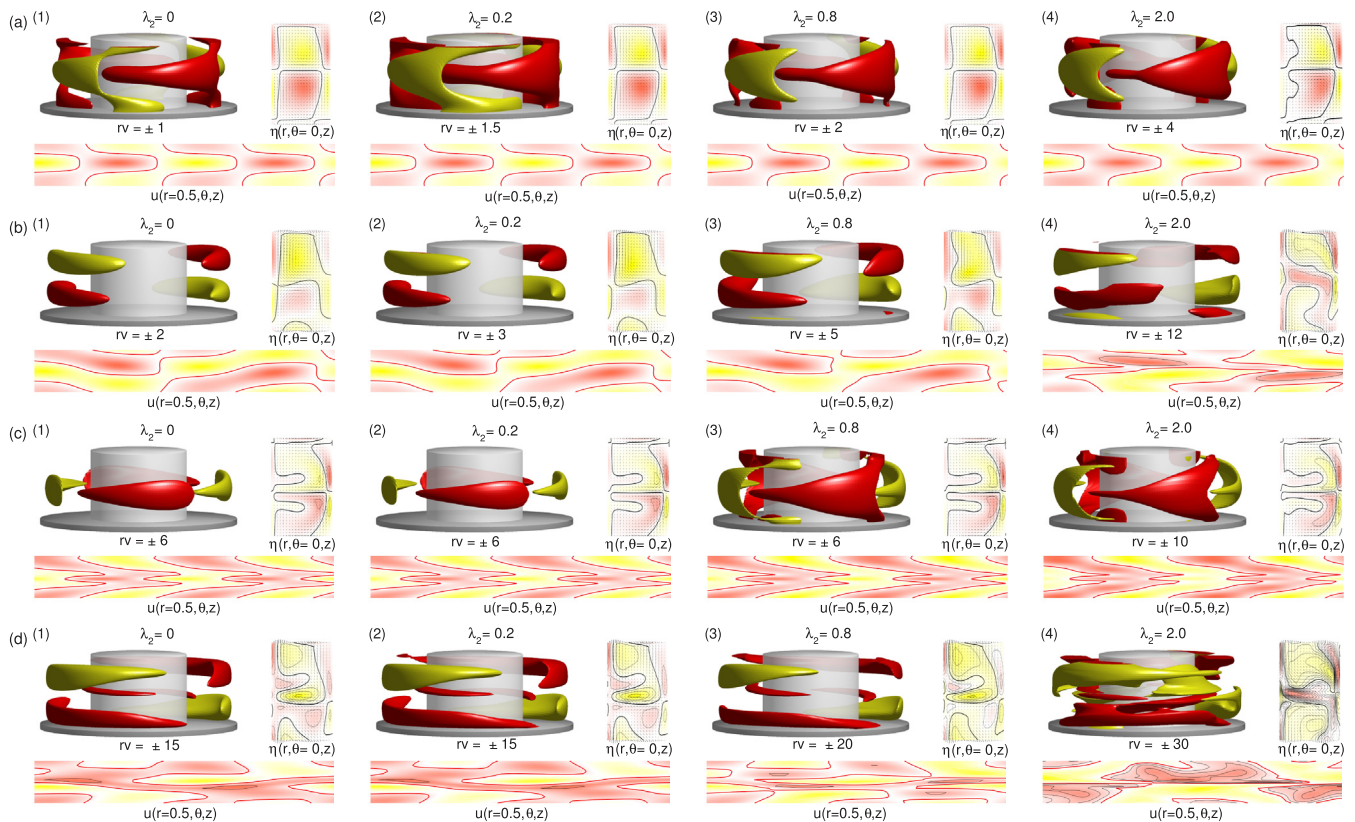 (a) (1) λ₂= 0 (2) λ₂= 0.2 (3) λ₂= 0.8 (4) λ₂= 2.0
rv = ± 1 η(r,θ= 0,z) rv = ± 1.5 η(r,θ= 0,z) rv = ± 2 η(r,θ= 0,z) rv = ± 4 η(r,θ= 0,z)
u(r=0.5,θ,z) u(r=0.5,θ,z) u(r=0.5,θ,z) u(r=0.5,θ,z)
(b) (1) λ₂= 0 (2) λ₂= 0.2 (3) λ₂= 0.8 (4) λ₂= 2.0
rv = ± 2 η(r,θ= 0,z) rv = ± 3 η(r,θ= 0,z) rv = ± 5 η(r,θ= 0,z) rv = ± 12 η(r,θ= 0,z)
u(r=0.5,θ,z) u(r=0.5,θ,z) u(r=0.5,θ,z) u(r=0.5,θ,z)
(c) (1) λ₂= 0 (2) λ₂= 0.2 (3) λ₂= 0.8 (4) λ₂= 2.0
rv = ± 6 η(r,θ= 0,z) rv = ± 6 η(r,θ= 0,z) rv = ± 6 η(r,θ= 0,z) rv = ± 10 η(r,θ= 0,z)
u(r=0.5,θ,z) u(r=0.5,θ,z) u(r=0.5,θ,z) u(r=0.5,θ,z)
(d) (1) λ₂= 0 (2) λ₂= 0.2 (3) λ₂= 0.8 (4) λ₂= 2.0
rv = ± 15 η(r,θ= 0,z) rv = ± 15 η(r,θ= 0,z) rv = ± 20 η(r,θ= 0,z) rv = ± 30 η(r,θ= 0,z)
u(r=0.5,θ,z) u(r=0.5,θ,z) u(r=0.5,θ,z) u(r=0.5,θ,z)